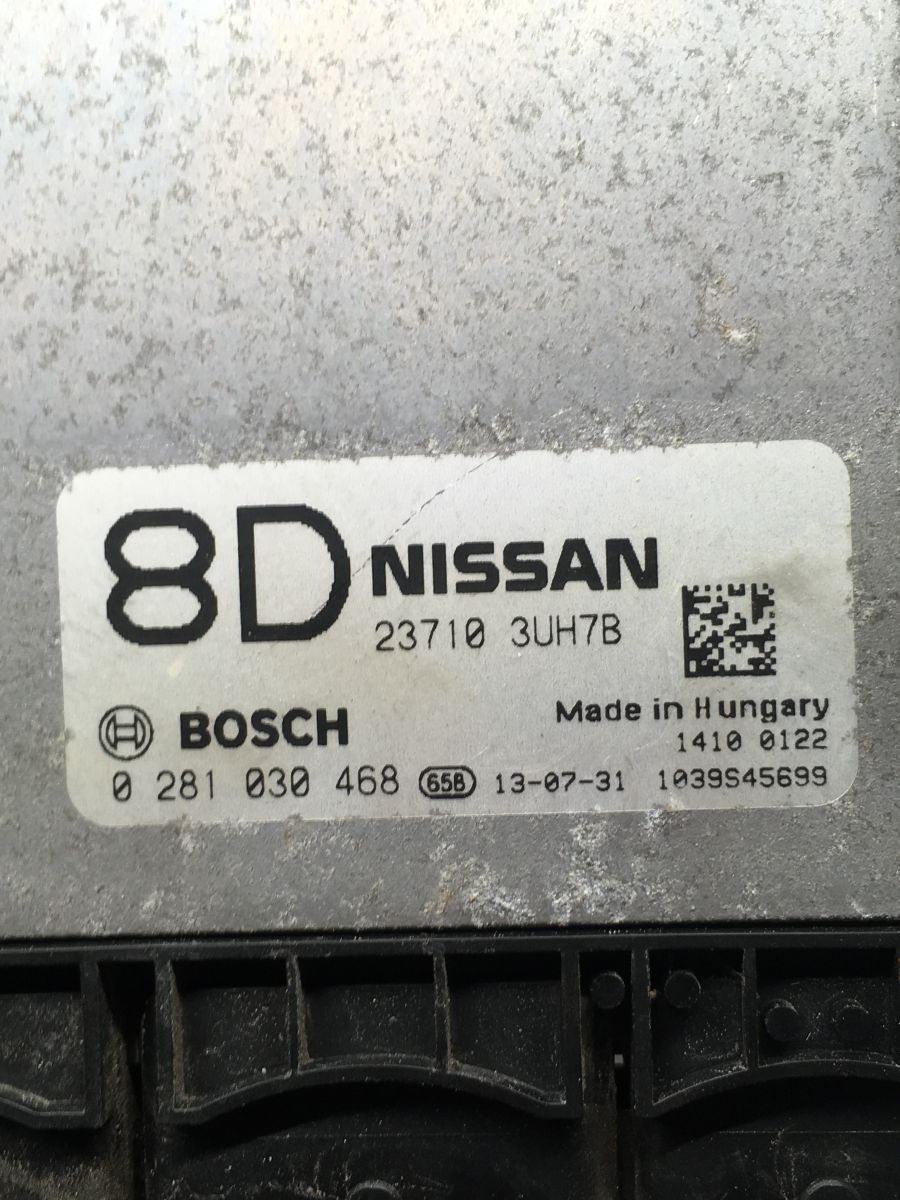 8D NISSAN
23710 3UH7B
BOSCH
Made in Hungary
1410 0122
0 281 030 468 65B 13-07-31 1039S45699